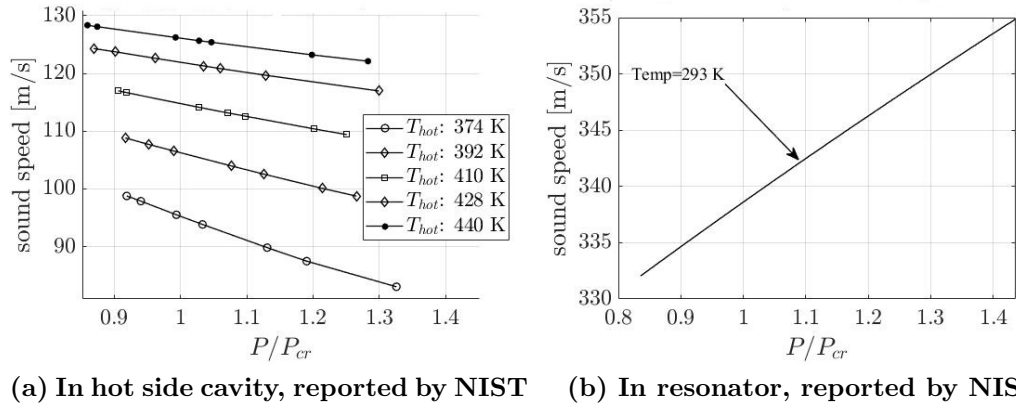 130
120
110
100
90
0.9 1 1.1 1.2 1.3 1.4
sound speed [m/s]
P/P_cr
T_hot: 374 K
T_hot: 392 K
T_hot: 410 K
T_hot: 428 K
T_hot: 440 K
(a) In hot side cavity, reported by NIST
355
350
345
340
335
330
0.8 0.9 1 1.1 1.2 1.3 1.4
sound speed [m/s]
P/P_cr
Temp=293 K
(b) In resonator, reported by NIS